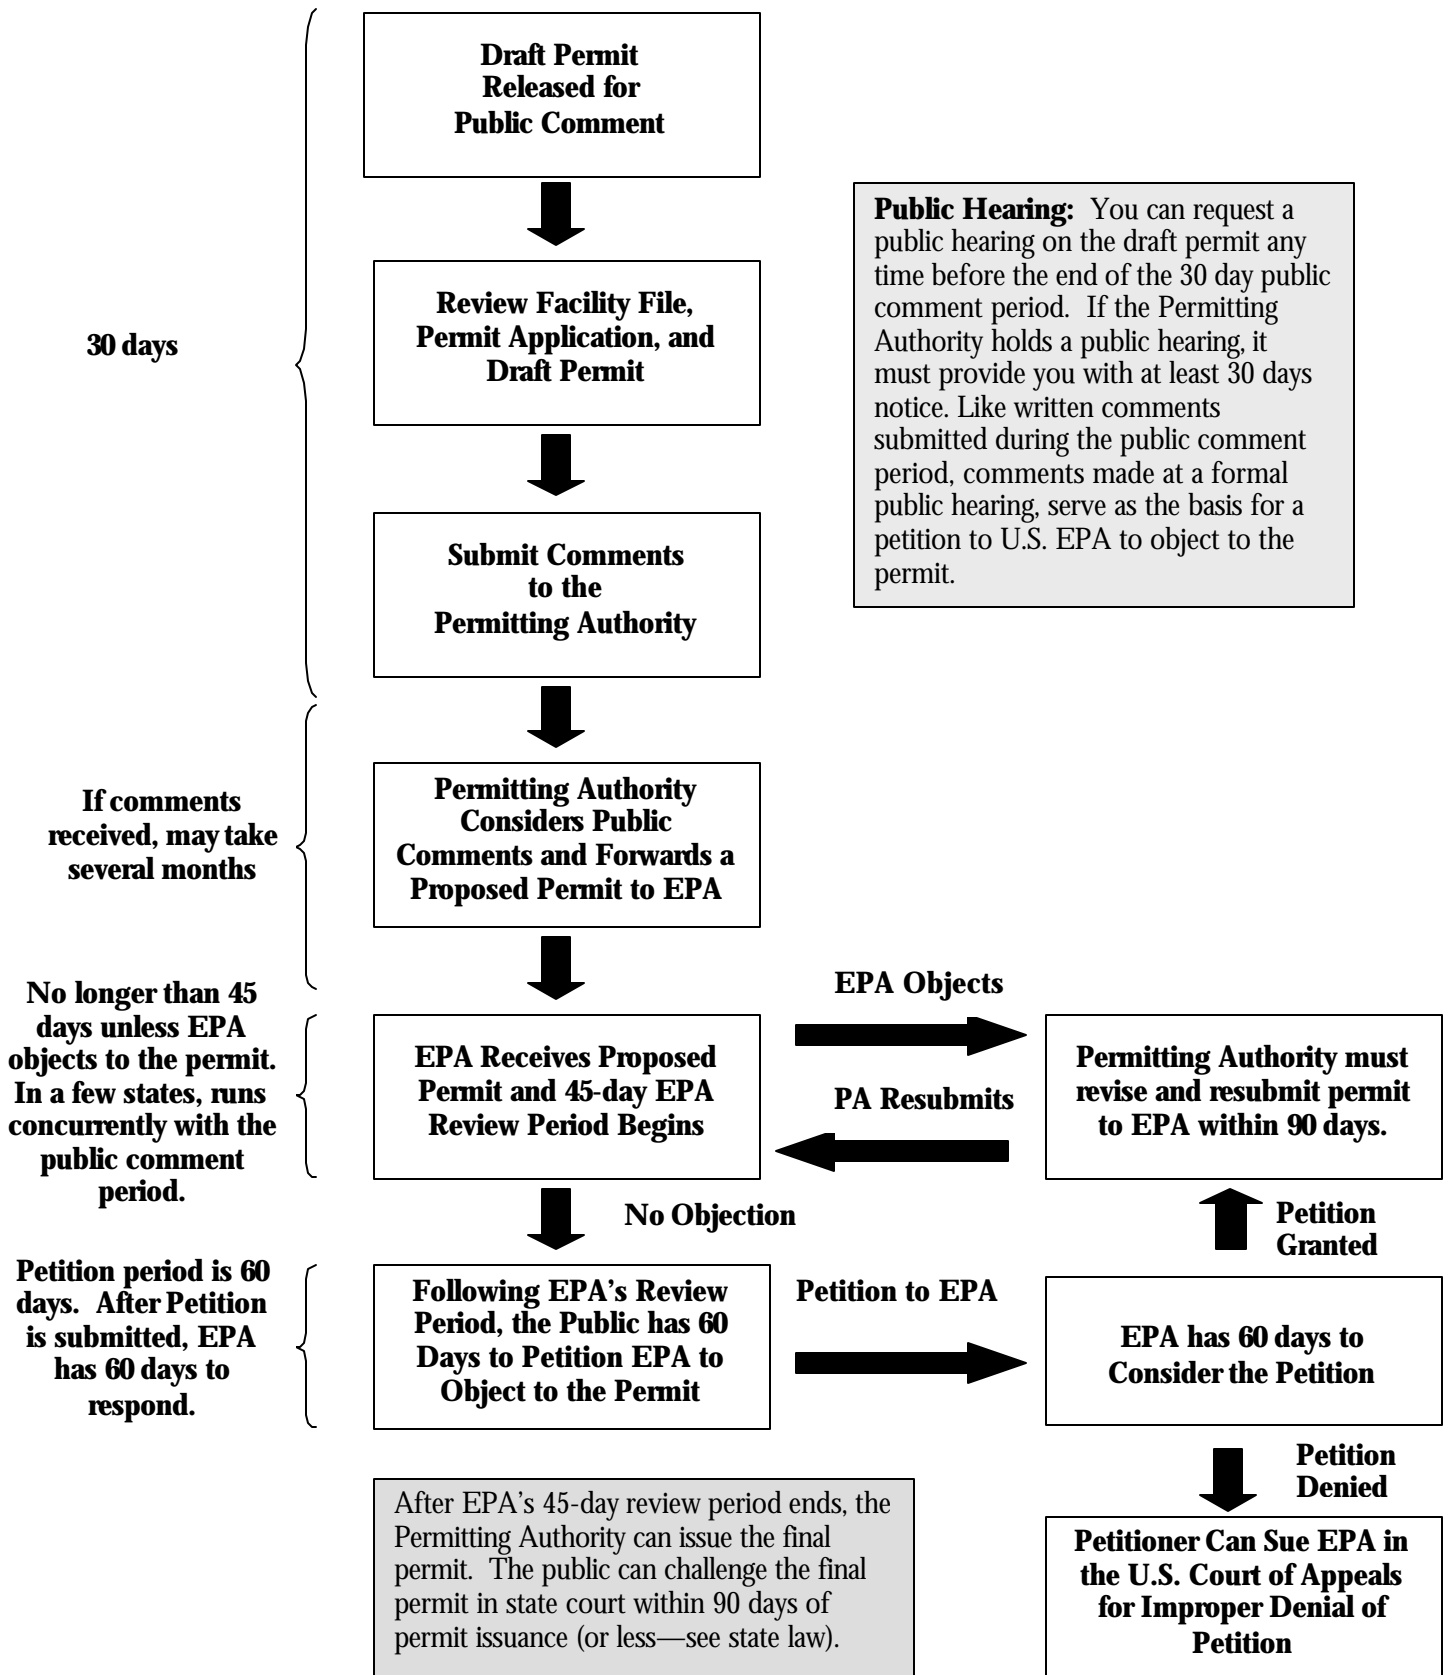 Draft Permit
Released for
Public Comment
Public Hearing: You can request a
public hearing on the draft permit any
time before the end of the 30 day public
comment period. If the Permitting
Authority holds a public hearing, it
must provide you with at least 30 days
notice. Like written comments
submitted during the public comment
period, comments made at a formal
public hearing, serve as the basis for a
petition to U.S. EPA to object to the
permit.
30 days
Review Facility File,
Permit Application, and
Draft Permit
Submit Comments
to the
Permitting Authority
If comments
received, may take
several months
Permitting Authority
Considers Public
Comments and Forwards a
Proposed Permit to EPA
No longer than 45
days unless EPA
objects to the permit.
In a few states, runs
concurrently with the
public comment
period.
EPA Receives Proposed
Permit and 45-day EPA
Review Period Begins
EPA Objects
PA Resubmits
Permitting Authority must
revise and resubmit permit
to EPA within 90 days.
No Objection
Petition
Granted
Petition period is 60
days. After Petition
is submitted, EPA
has 60 days to
respond.
Following EPA's Review
Period, the Public has 60
Days to Petition EPA to
Object to the Permit
Petition to EPA
EPA has 60 days to
Consider the Petition
Petition
Denied
After EPA's 45-day review period ends, the
Permitting Authority can issue the final
permit. The public can challenge the final
permit in state court within 90 days of
permit issuance (or less—see state law).
Petitioner Can Sue EPA in
the U.S. Court of Appeals
for Improper Denial of
Petition